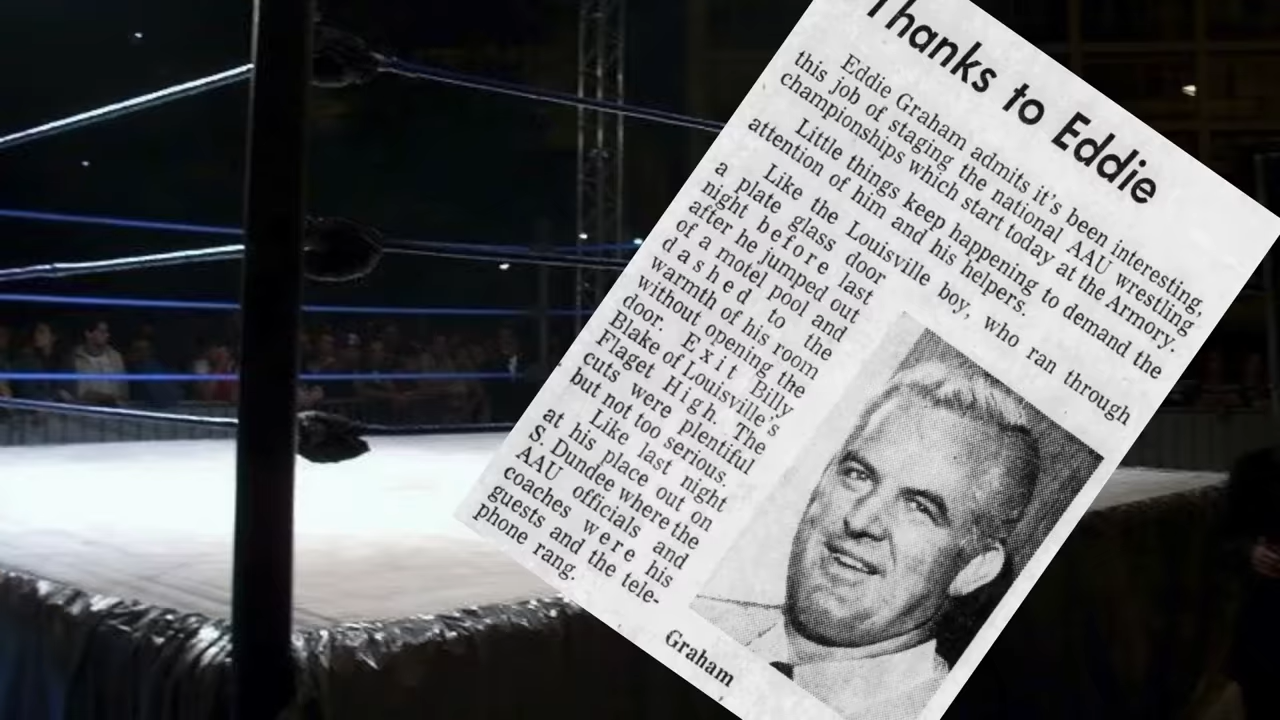 Thanks to Eddie
Eddie Graham admits it's been interesting,
this job of staging the national AAU wrestling
championships which start today at the Armory.
Little things keep happening to demand the
attention of him and his helpers.
Like the Louisville boy, who ran through
a plate glass door
night before last
after he jumped out
of a motel pool and
dashed to the
warmth of his room
without opening the
door. Exit Billy
Blake of Louisville's
Flaget High. The
cuts were plentiful
but not too serious.
Like last night
at his place out on
S. Dundee where the
AAU officials and
coaches were his
guests and the tele-
phone rang.
Graham